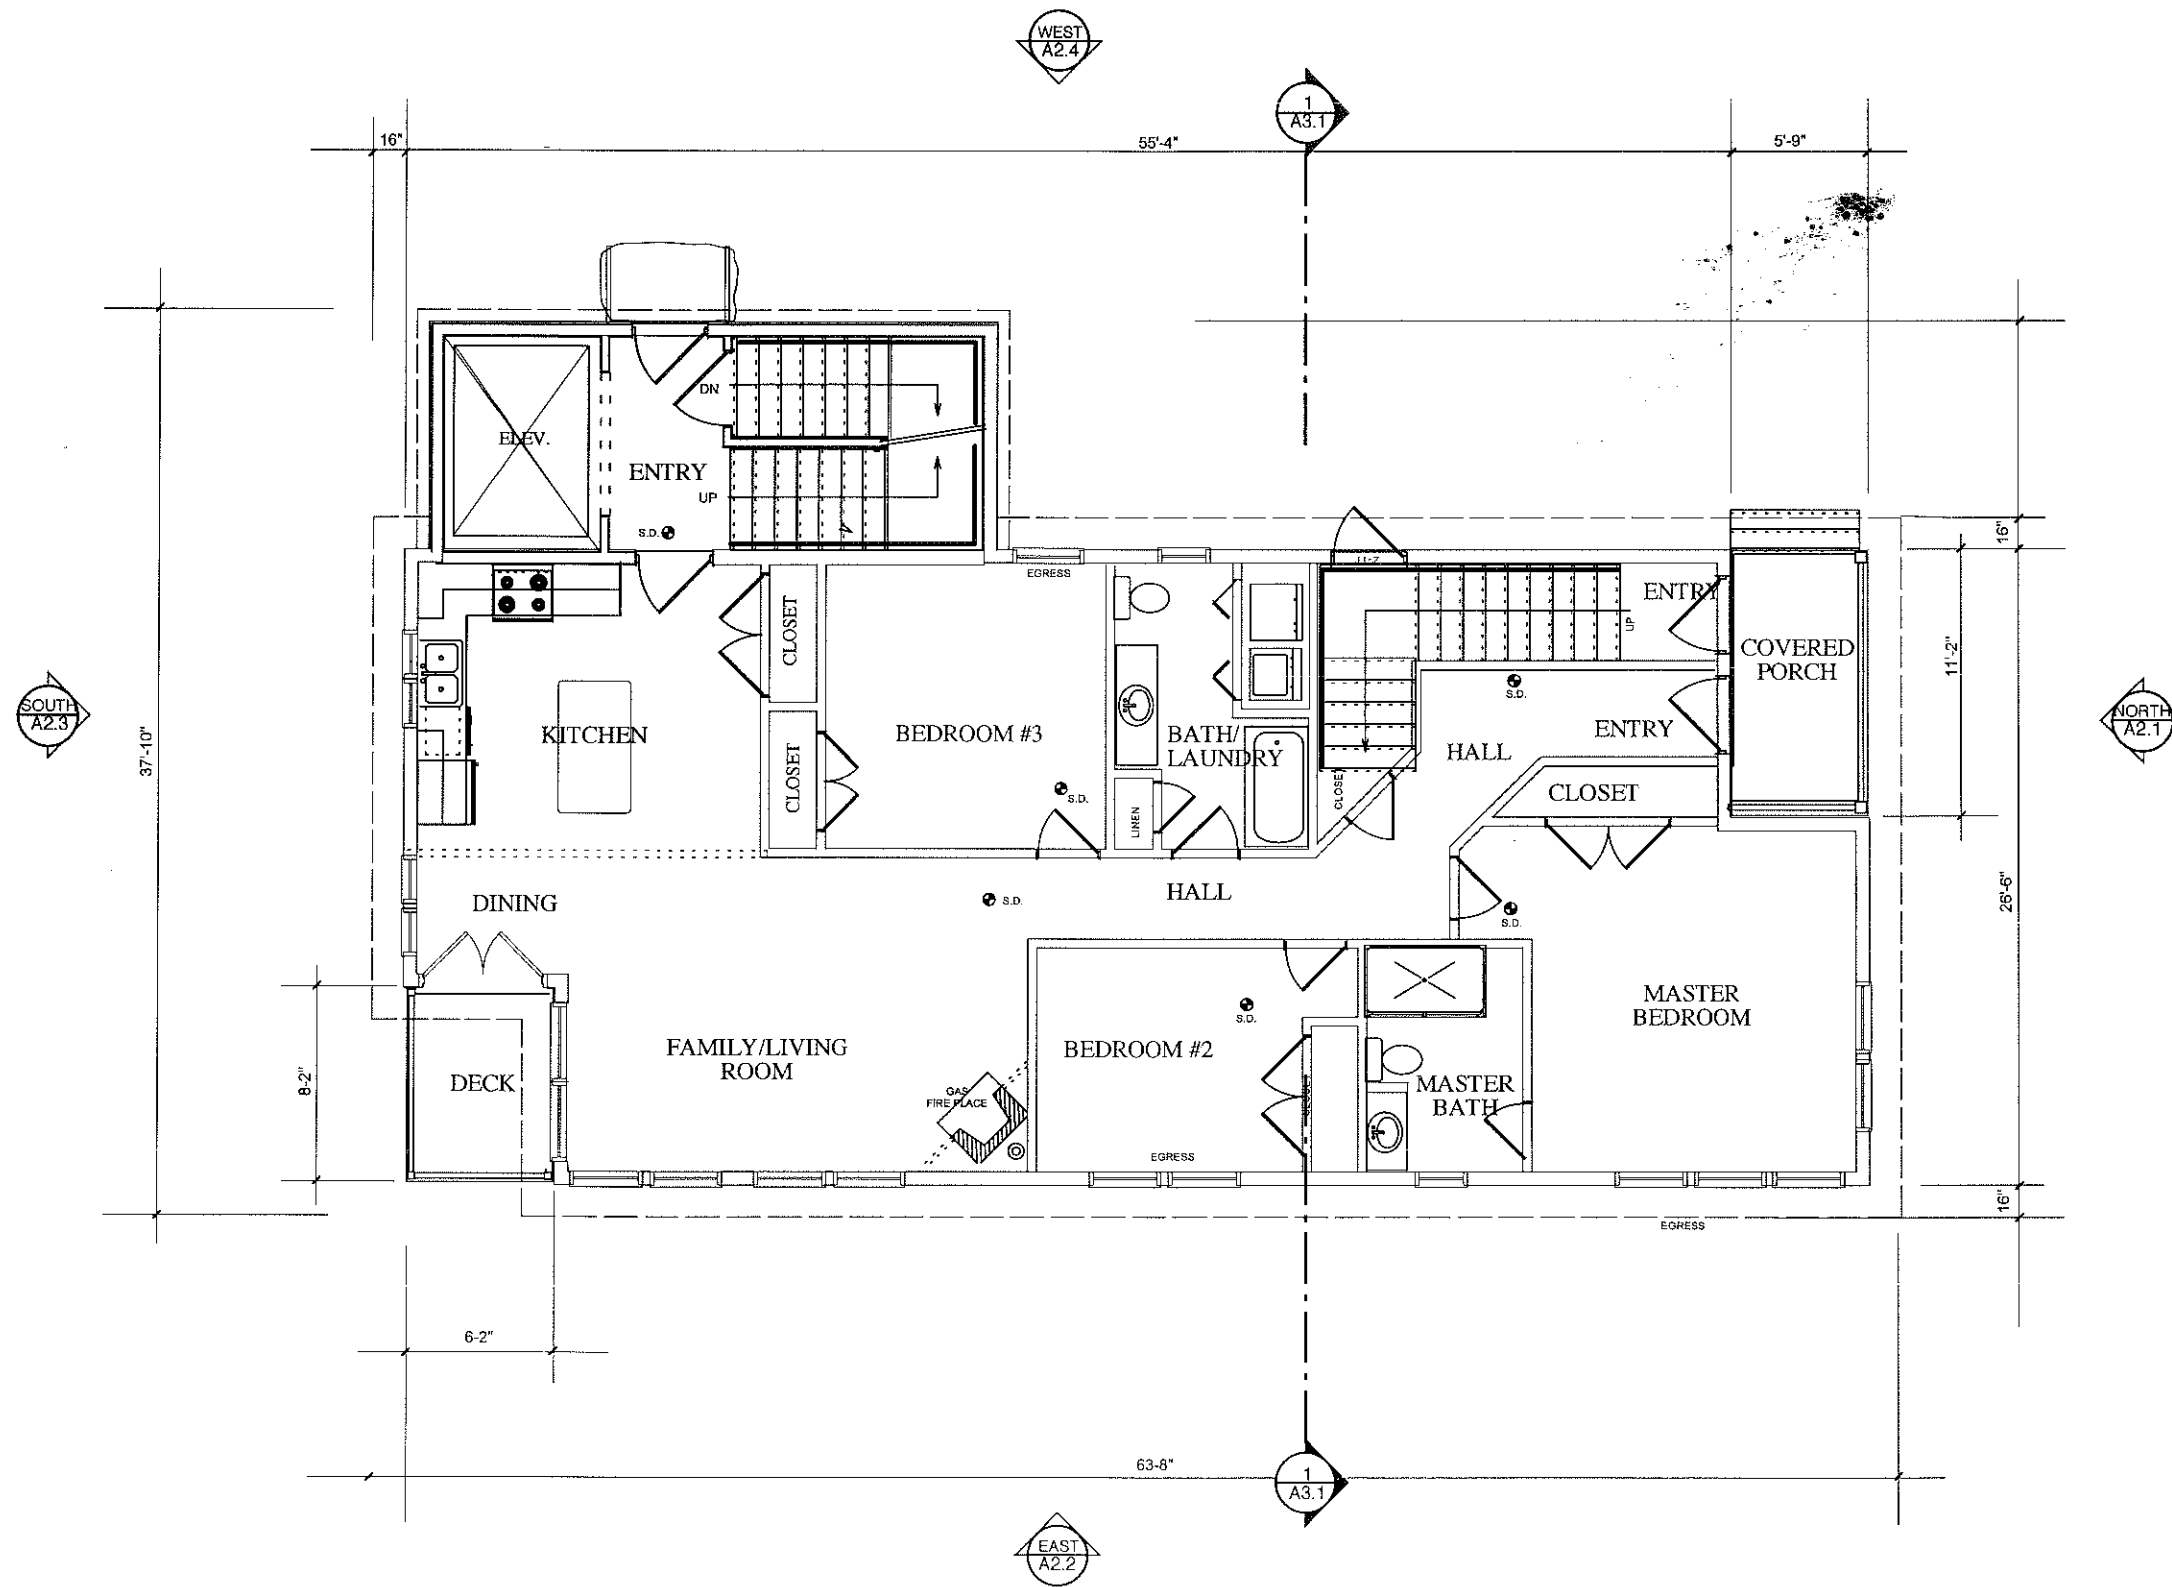 WEST
A2.4
1
A3.1
16"
55'-4"
5'-9"
DN
ELEV.
ENTRY
UP
S.D.
16"
EGRESS
CLOSET
ENTRY
UP
COVERED
PORCH
11'-2"
S.D.
SOUTH
A2.3
NORTH
A2.1
37'-10"
KITCHEN
BEDROOM #3
BATH/
LAUNDRY
ENTRY
HALL
CLOSET
CLOSET
CLOSET
S.D.
LINEN
DINING
S.D.
HALL
S.D.
26'-6"
MASTER
BEDROOM
S.D.
FAMILY/LIVING
ROOM
BEDROOM #2
8-2"
DECK
GAS
FIRE PLACE
MASTER
BATH
EGRESS
16"
EGRESS
6-2"
63-8"
1
A3.1
EAST
A2.2